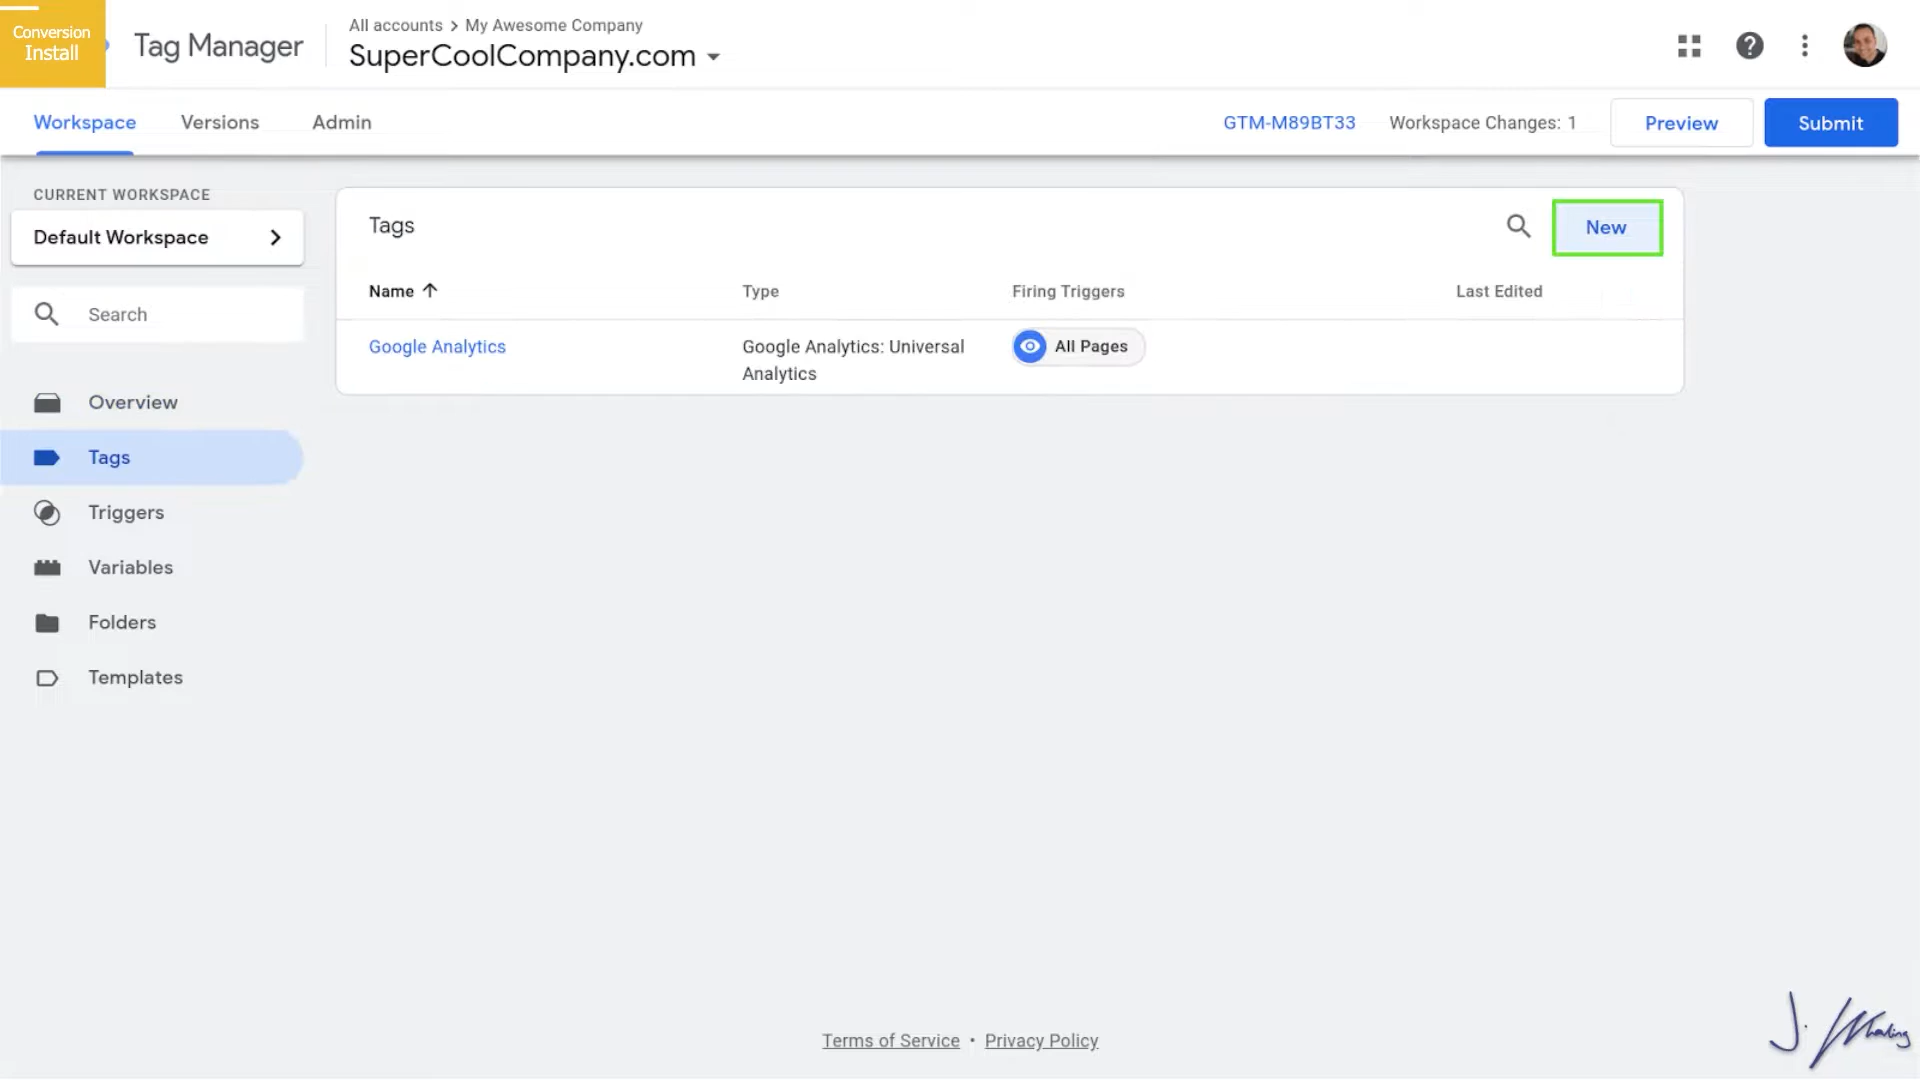 Conversion
Install
Tag Manager
All accounts > My Awesome Company
SuperCoolCompany.com
Workspace
Versions
Admin
GTM-M89BT33
Workspace Changes: 1
Preview
Submit
CURRENT WORKSPACE
Default Workspace
Search
Overview
Tags
Triggers
Variables
Folders
Templates
Tags
New
Name
Type
Firing Triggers
Last Edited
Google Analytics
Google Analytics: Universal
Analytics
All Pages
Terms of Service • Privacy Policy